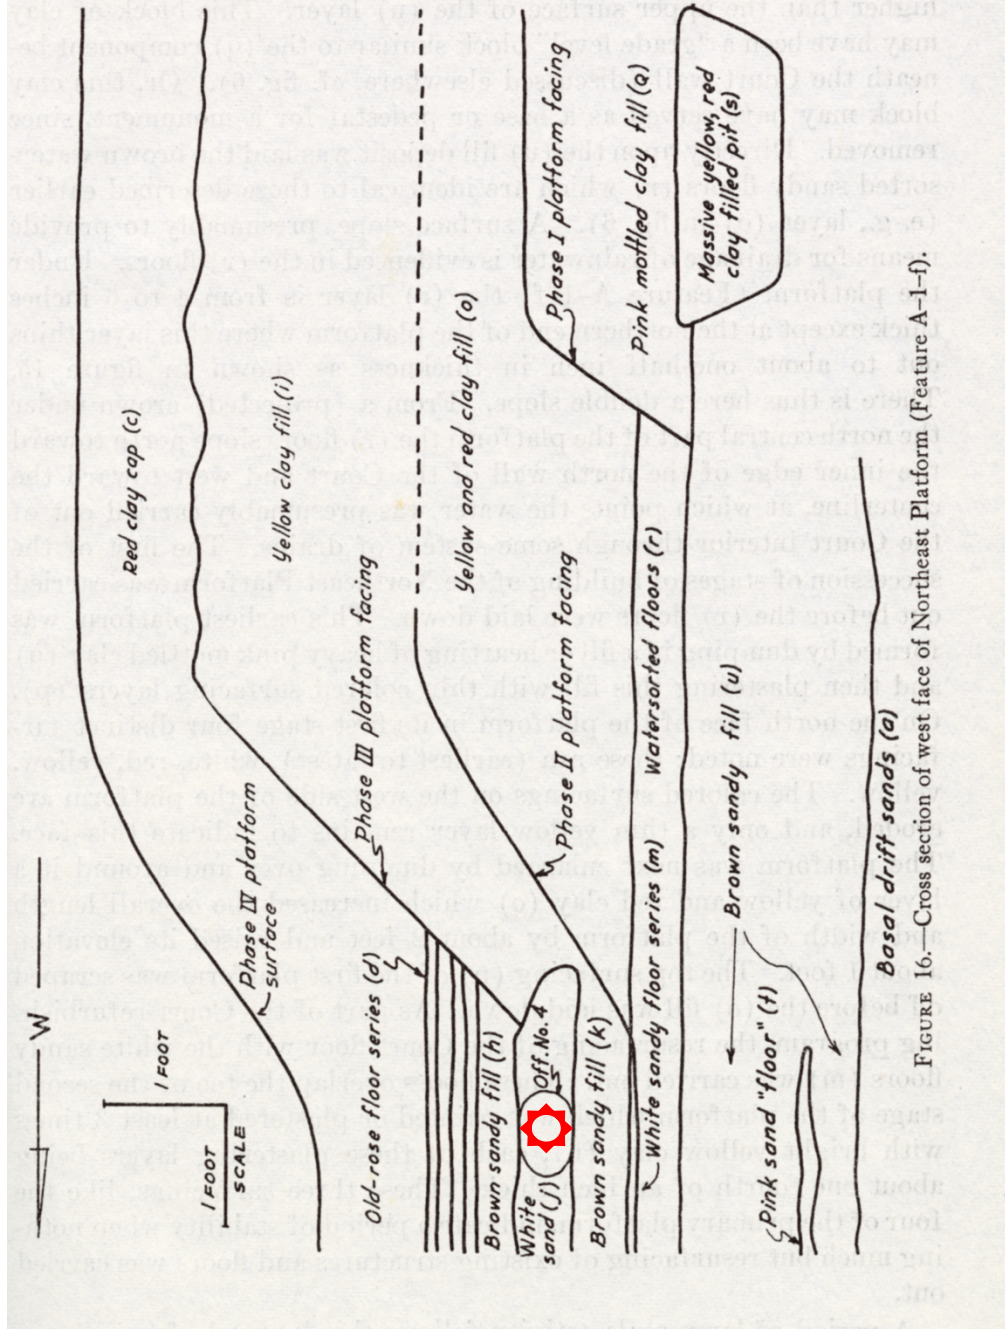 W
1 FOOT
1 FOOT
SCALE
Red clay cap (c)
Yellow clay fill (i)
Phase IV platform
surface
Phase III platform facing
Yellow and red clay fill (o)
Old-rose floor series (d')
Phase I platform facing
Pink mottled clay fill (q)
Phase II platform facing
Brown sandy fill (h)
White
sand (j)
Off. No. 4
Brown sandy fill (k)
White sandy floor series (m)
Watersorted floors (r)
Massive yellow, red
clay filled pit (s)
Brown sandy fill (u)
Pink sand "floor" (t)
Basal drift sands (a)
FIGURE 16.—Cross section of west face of Northeast Platform (Feature A-11-f).